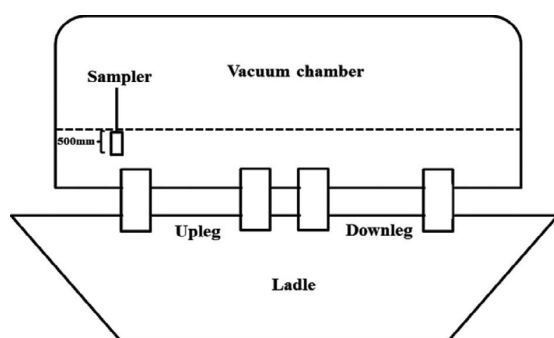 Sampler
Vacuum chamber
500mm
Upleg
Downleg
Ladle